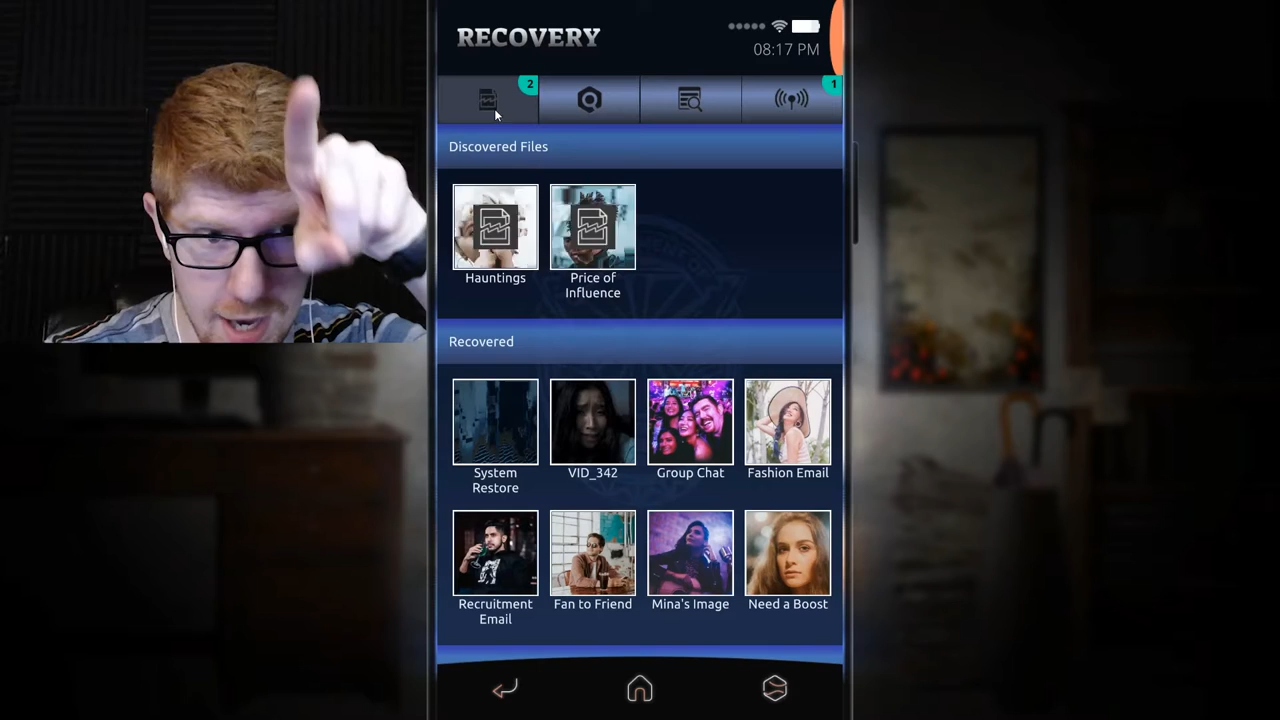 RECOVERY
08:17 PM
2
1
Discovered Files
Hauntings
Price of
Influence
Recovered
System
Restore
VID_342
Group Chat
Fashion Email
Recruitment
Email
Fan to Friend
Mina's Image
Need a Boost